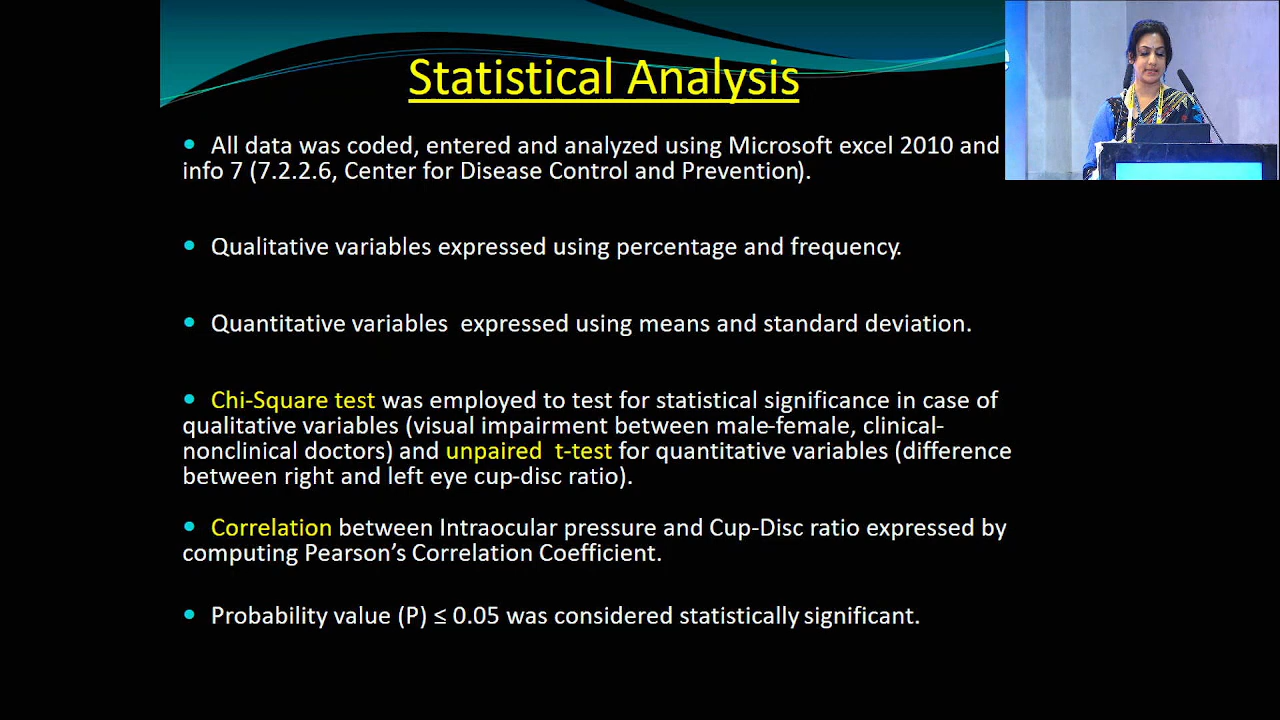 Statistical Analysis
• All data was coded, entered and analyzed using Microsoft excel 2010 and
info 7 (7.2.2.6, Center for Disease Control and Prevention).
• Qualitative variables expressed using percentage and frequency.
• Quantitative variables expressed using means and standard deviation.
• Chi-Square test was employed to test for statistical significance in case of
qualitative variables (visual impairment between male-female, clinical-
nonclinical doctors) and unpaired t-test for quantitative variables (difference
between right and left eye cup-disc ratio).
• Correlation between Intraocular pressure and Cup-Disc ratio expressed by
computing Pearson’s Correlation Coefficient.
• Probability value (P) ≤ 0.05 was considered statistically significant.